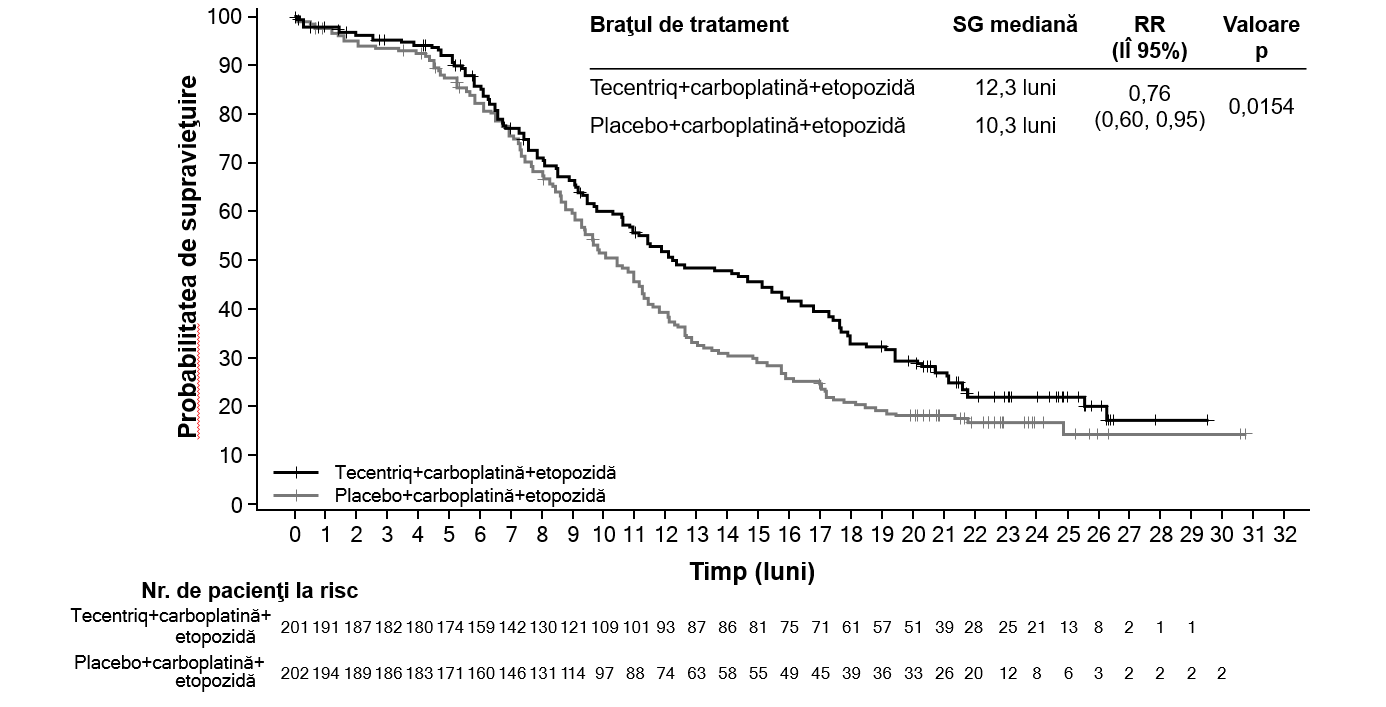 Braţul de tratament SG mediană RR Valoare
(IÎ 95%) p
Tecentriq+carboplatină+etopozidă 12,3 luni 0,76 0,0154
Placebo+carboplatină+etopozidă 10,3 luni (0,60, 0,95)
Probabilitatea de supravieţuire
100
90
80
70
60
50
40
30
20
10
0
Tecentriq+carboplatină+etopozidă
Placebo+carboplatină+etopozidă
0 1 2 3 4 5 6 7 8 9 10 11 12 13 14 15 16 17 18 19 20 21 22 23 24 25 26 27 28 29 30 31 32
Timp (luni)
Nr. de pacienţi la risc
Tecentriq+carboplatină+
etopozidă 201 191 187 182 180 174 159 142 130 121 109 101 93 87 86 81 75 71 61 57 51 39 28 25 21 13 8 2 1 1
Placebo+carboplatină+
etopozidă 202 194 189 186 183 171 160 146 131 114 97 88 74 63 58 55 49 45 39 36 33 26 20 12 8 6 3 2 2 2 2